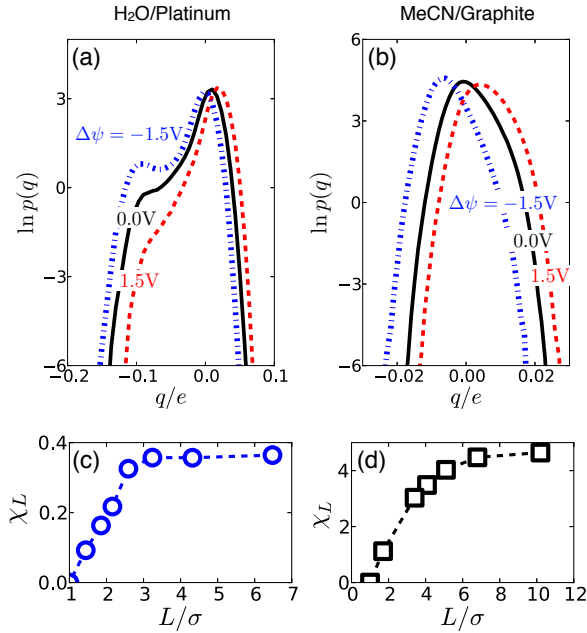 H₂O/Platinum
MeCN/Graphite
(a)
Δψ = −1.5V
0.0V
1.5V
ln p(q)
3
0
−3
−6
−0.2
−0.1
0.0
0.1
q/e
(b)
Δψ = −1.5V
0.0V
1.5V
ln p(q)
6
3
0
−3
−6
−0.02
0.00
0.02
q/e
(c)
χL
0.4
0.2
0.0
1
2
3
4
5
6
7
L/σ
(d)
χL
4
2
0
0
2
4
6
8
10
12
L/σ